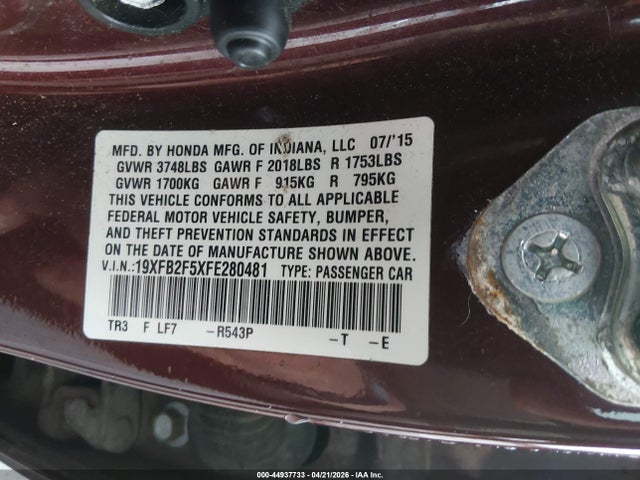 MFD. BY HONDA MFG. OF INDIANA, LLC 07/'15
GVWR 3748LBS GAWR F 2018LBS R 1753LBS
GVWR 1700KG GAWR F 915KG R 795KG
THIS VEHICLE CONFORMS TO ALL APPLICABLE
FEDERAL MOTOR VEHICLE SAFETY, BUMPER,
AND THEFT PREVENTION STANDARDS IN EFFECT
ON THE DATE OF MANUFACTURE SHOWN ABOVE.
V.I.N.: 19XFB2F5XFE280481 TYPE: PASSENGER CAR
TR3 F LF7 -R543P -T -E
000-44937733 - 04/21/2026 - IAA Inc.